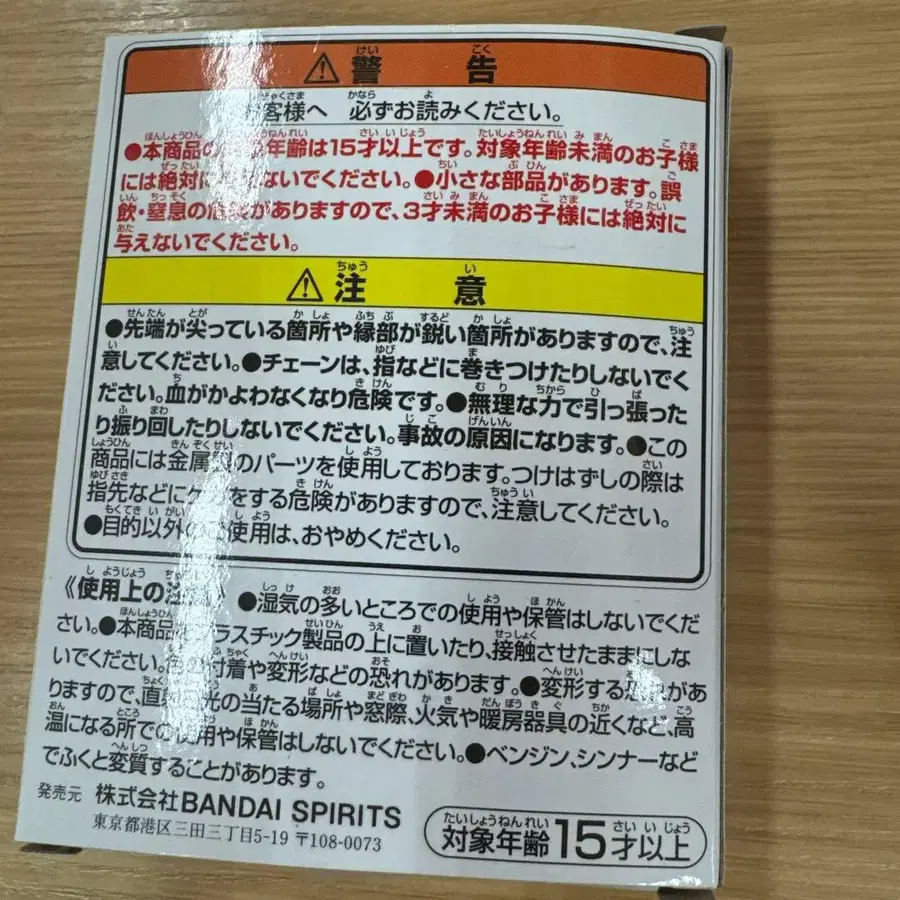 ⚠警告
客様へ 必ずお読みください。
●本商品の 年齢は15才以上です。対象年齢未満のお子様
には絶対に ないでください。●小さな部品があります。誤
飲・窒息の危険がありますので、3才未満のお子様には絶対に
与えないでください。
⚠注意
●先端が尖っている箇所や縁部が鋭い箇所がありますので、注
意してください。●チェーンは、指などに巻きつけたりしないでく
ださい。血がかよわなくなり危険です。●無理な力で引っ張った
り振り回したりしないでください。事故の原因になります。●この
商品には金属 のパーツを使用しております。つけはずしの際は
指先などにケガをする危険がありますので、注意してください。
●目的以外の 使用は、おやめください。
《使用上の注 》●湿気の多いところでの使用や保管はしないでくだ
さい。●本商品 ラスチック製品の上に置いたり、接触させたままにしな
いでください。 付着や変形などの恐れがあります。●変形する恐れがあ
りますので、直射 光の当たる場所や窓際、火気や暖房器具の近くなど、高
温になる所での使用や保管はしないでください。●ベンジン、シンナーなど
でふくと変質することがあります。
発売元 株式会社BANDAI SPIRITS
東京都港区三田三丁目5-19 〒108-0073
対象年齢15才以上